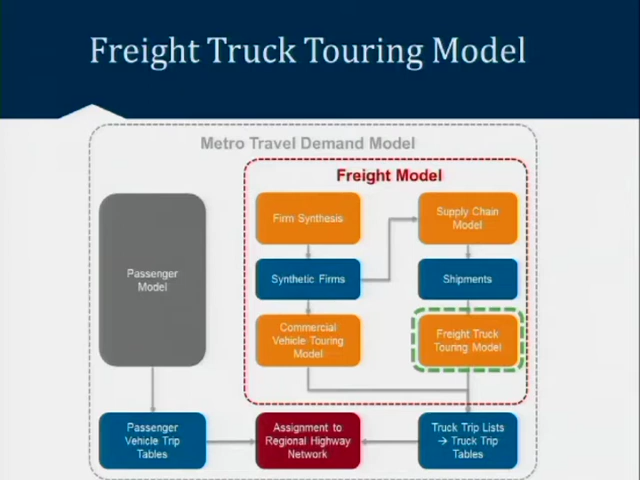 Freight Truck Touring Model
Metro Travel Demand Model
Freight Model
Passenger
Model
Firm Synthesis
Supply Chain
Model
Synthetic Firms
Shipments
Commercial
Vehicle Touring
Model
Freight Truck
Touring Model
Passenger
Vehicle Trip
Tables
Assignment to
Regional Highway
Network
Truck Trip Lists
→ Truck Trip
Tables